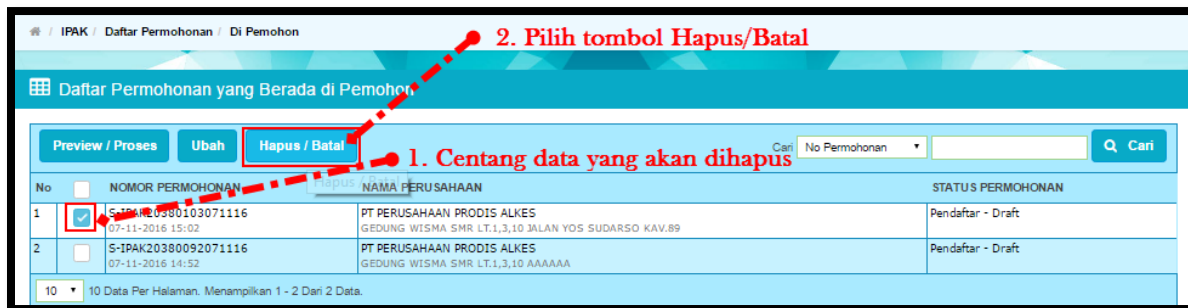 / IPAK / Daftar Permohonan / Di Pemohon
2. Pilih tombol Hapus/Batal
Daftar Permohonan yang Berada di Pemohon
Preview / Proses Ubah Hapus / Batal Cari No Permohonan Cari
1. Centang data yang akan dihapus
Hapus / Batal
No NOMOR PERMOHONAN NAMA PERUSAHAAN STATUS PERMOHONAN
1 S-IPAK20380103071116 PT PERUSAHAAN PRODIS ALKES Pendaftar - Draft
07-11-2016 15:02 GEDUNG WISMA SMR LT.1,3,10 JALAN YOS SUDARSO KAV.89
2 S-IPAK20380092071116 PT PERUSAHAAN PRODIS ALKES Pendaftar - Draft
07-11-2016 14:52 GEDUNG WISMA SMR LT.1,3,10 AAAAAA
10 10 Data Per Halaman. Menampilkan 1 - 2 Dari 2 Data.